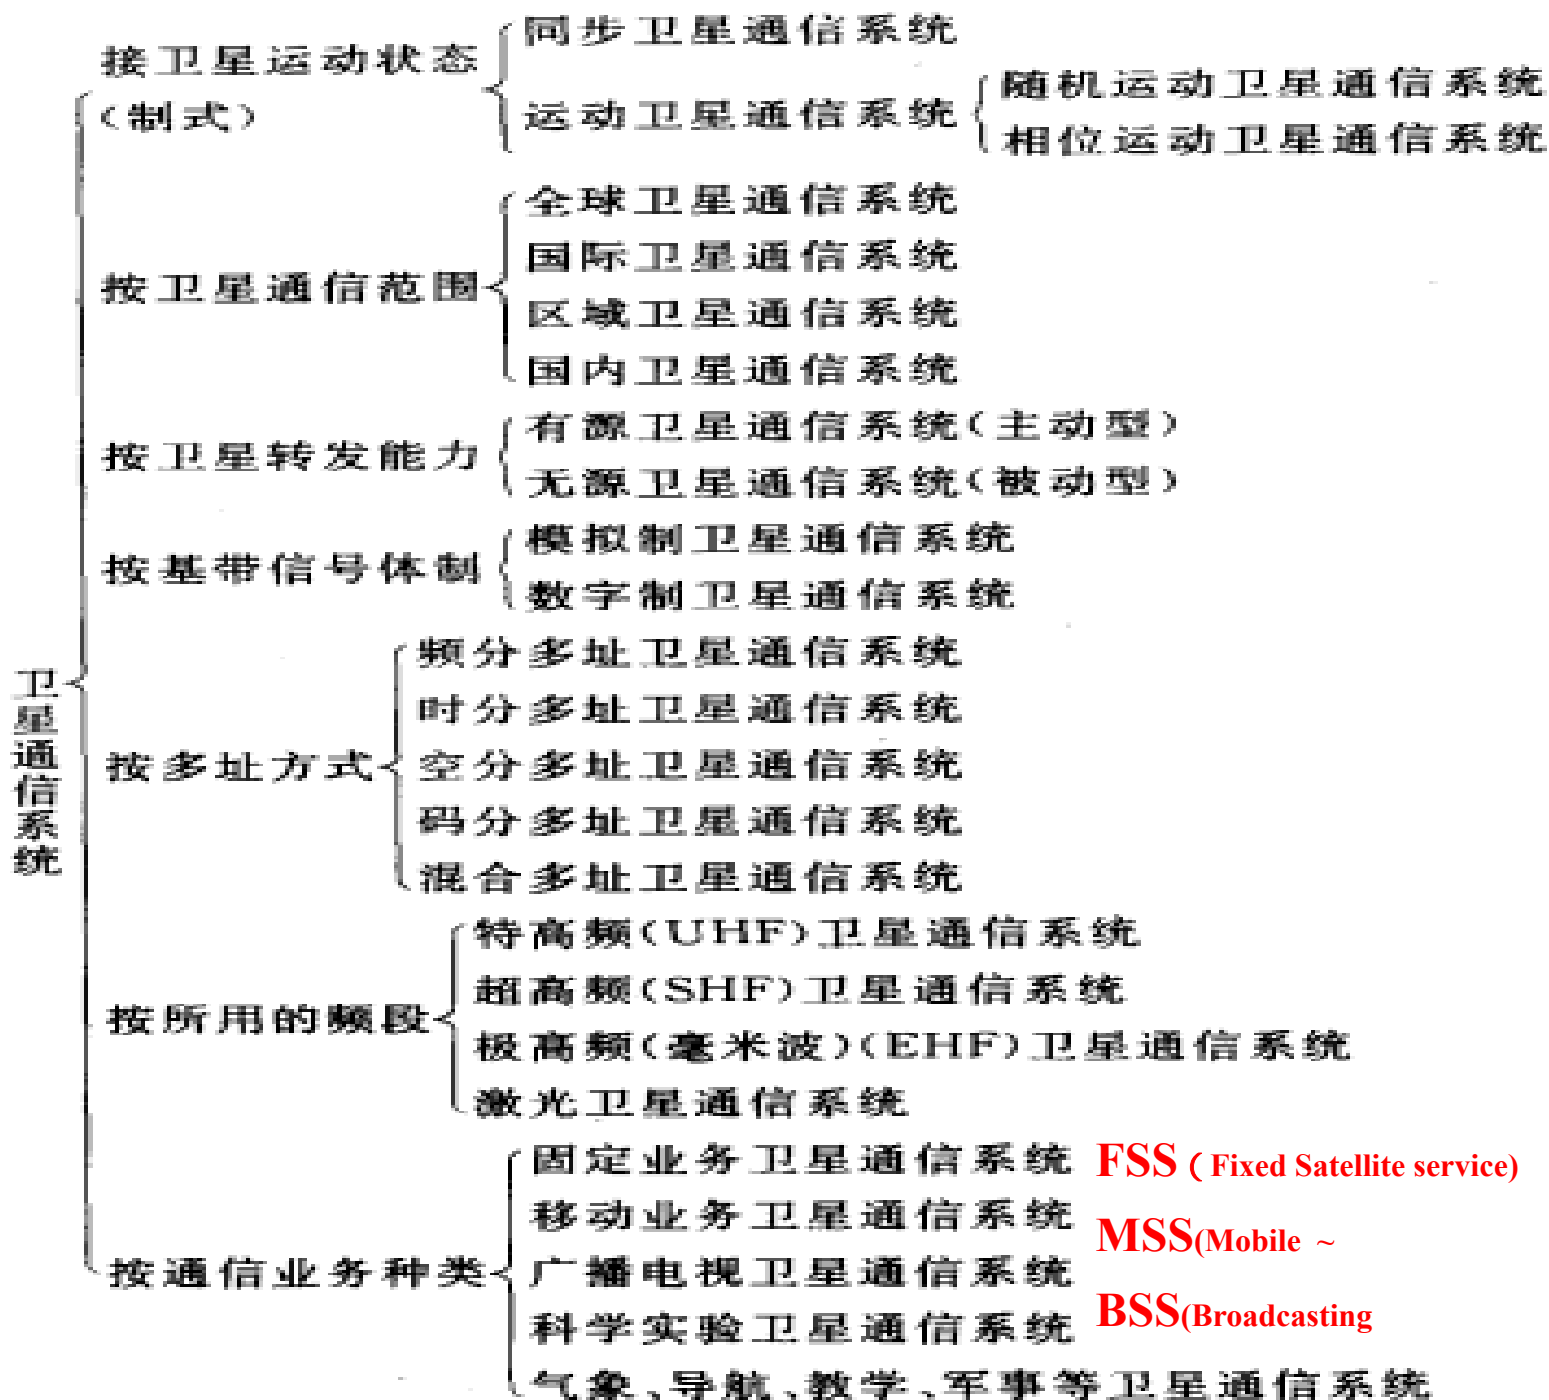 卫星通信系统
接卫星运动状态
(制式)
同步卫星通信系统
运动卫星通信系统
随机运动卫星通信系统
相位运动卫星通信系统
按卫星通信范围
全球卫星通信系统
国际卫星通信系统
区域卫星通信系统
国内卫星通信系统
按卫星转发能力
有源卫星通信系统(主动型)
无源卫星通信系统(被动型)
按基带信号体制
模拟制卫星通信系统
数字制卫星通信系统
按多址方式
频分多址卫星通信系统
时分多址卫星通信系统
空分多址卫星通信系统
码分多址卫星通信系统
混合多址卫星通信系统
按所用的频段
特高频(UHF)卫星通信系统
超高频(SHF)卫星通信系统
极高频(毫米波)(EHF)卫星通信系统
激光卫星通信系统
按通信业务种类
固定业务卫星通信系统 FSS（Fixed Satellite service)
移动业务卫星通信系统
MSS(Mobile ~
广播电视卫星通信系统
科学实验卫星通信系统 BSS(Broadcasting
气象、导航、教学、军事等卫星通信系统